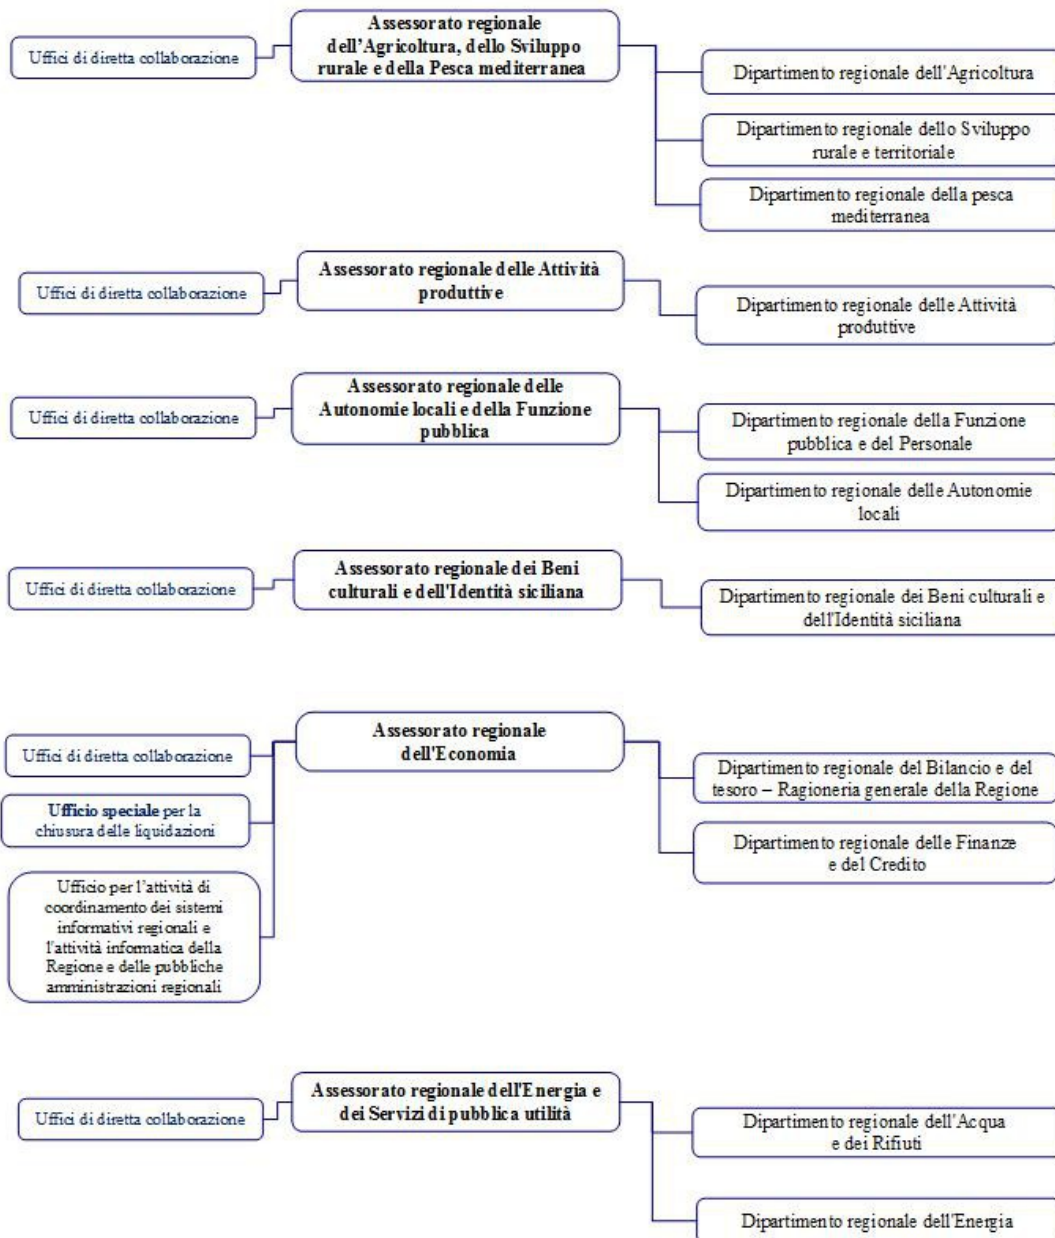 Assessorato regionale
dell'Agricoltura, dello Sviluppo
rurale e della Pesca mediterranea
Uffici di diretta collaborazione
Dipartimento regionale dell'Agricoltura
Dipartimento regionale dello Sviluppo
rurale e territoriale
Dipartimento regionale della pesca
mediterranea
Assessorato regionale delle Attività
produttive
Uffici di diretta collaborazione
Dipartimento regionale delle Attività
produttive
Assessorato regionale delle
Autonomie locali e della Funzione
pubblica
Uffici di diretta collaborazione
Dipartimento regionale della Funzione
pubblica e del Personale
Dipartimento regionale delle Autonomie
locali
Assessorato regionale dei Beni
culturali e dell'Identità siciliana
Uffici di diretta collaborazione
Dipartimento regionale dei Beni culturali e
dell'Identità siciliana
Assessorato regionale
dell'Economia
Uffici di diretta collaborazione
Ufficio speciale per la
chiusura delle liquidazioni
Ufficio per l'attività di
coordinamento dei sistemi
informativi regionali e
l'attività informatica della
Regione e delle pubbliche
amministrazioni regionali
Dipartimento regionale del Bilancio e del
tesoro – Ragioneria generale della Regione
Dipartimento regionale delle Finanze
e del Credito
Assessorato regionale dell'Energia e
dei Servizi di pubblica utilità
Uffici di diretta collaborazione
Dipartimento regionale dell'Acqua
e dei Rifiuti
Dipartimento regionale dell'Energia